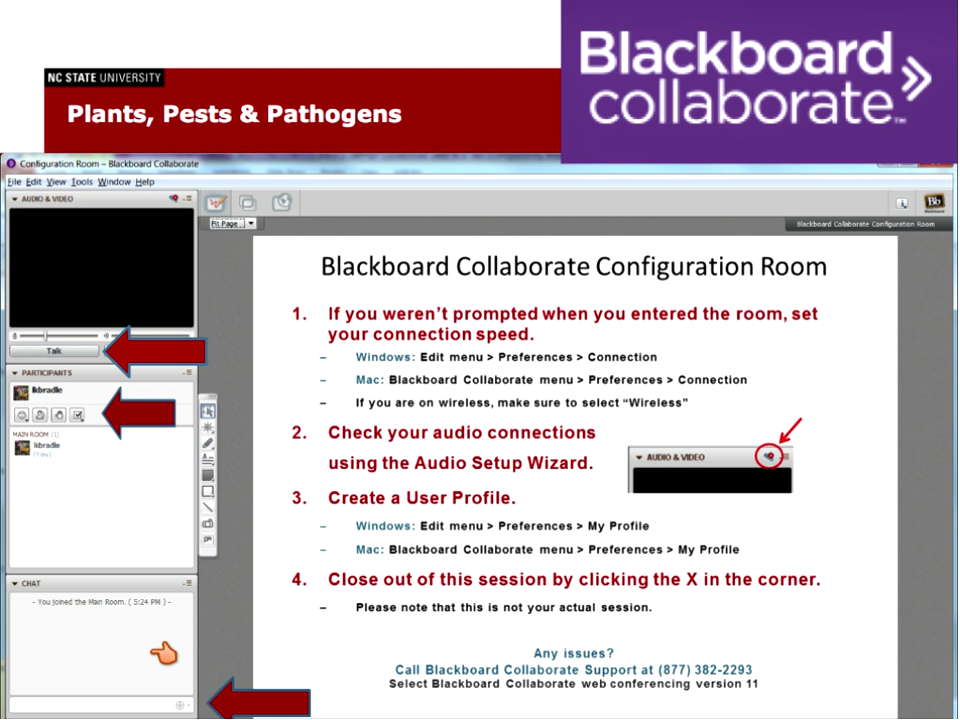 Blackboard
collaborate™
NC STATE UNIVERSITY
Plants, Pests & Pathogens
Configuration Room – Blackboard Collaborate
File Edit View Tools Window Help
AUDIO & VIDEO
Talk
PARTICIPANTS
lkbradle
MAIN ROOM (1)
lkbradle
(You)
CHAT
- You joined the Main Room. ( 5:24 PM ) -
Fit Page
Bb
Blackboard Collaborate Configuration Room
Blackboard Collaborate Configuration Room
1. If you weren’t prompted when you entered the room, set
your connection speed.
– Windows: Edit menu > Preferences > Connection
– Mac: Blackboard Collaborate menu > Preferences > Connection
– If you are on wireless, make sure to select “Wireless”
2. Check your audio connections
using the Audio Setup Wizard.
AUDIO & VIDEO
3. Create a User Profile.
– Windows: Edit menu > Preferences > My Profile
– Mac: Blackboard Collaborate menu > Preferences > My Profile
4. Close out of this session by clicking the X in the corner.
– Please note that this is not your actual session.
Any issues?
Call Blackboard Collaborate Support at (877) 382-2293
Select Blackboard Collaborate web conferencing version 11